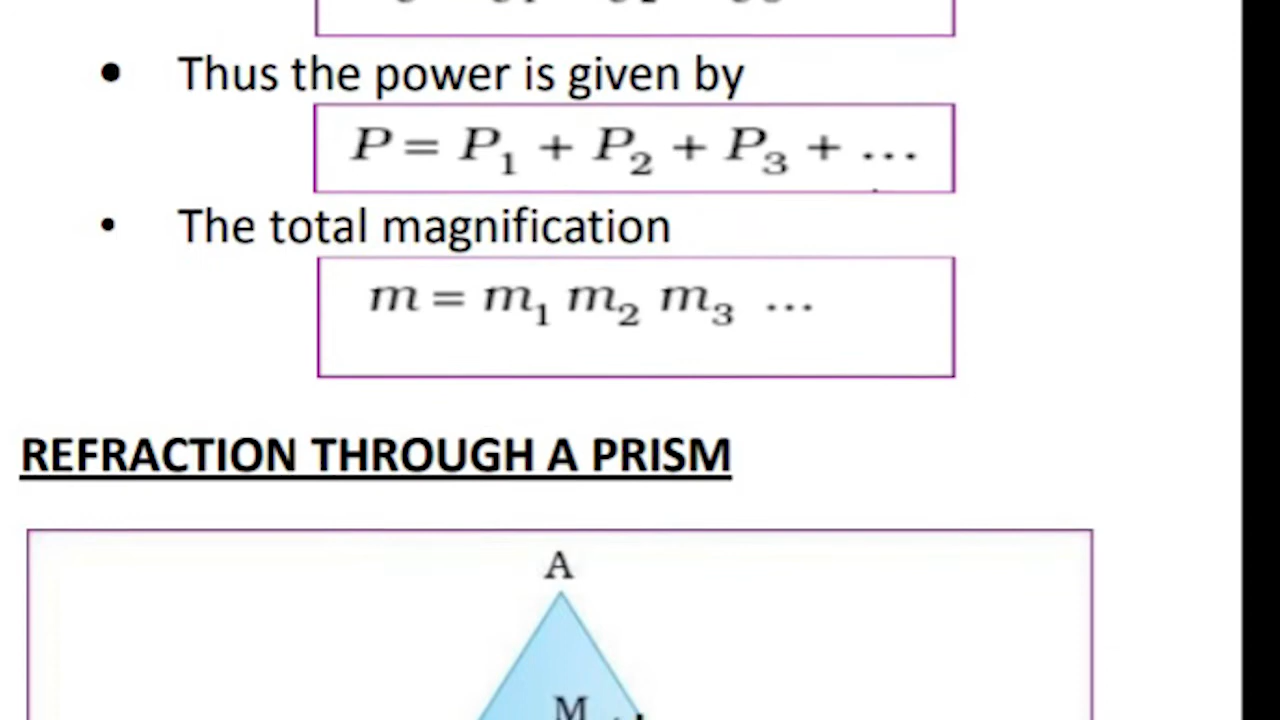 • Thus the power is given by
P = P₁ + P₂ + P₃ + ...
• The total magnification
m = m₁ m₂ m₃ ...
REFRACTION THROUGH A PRISM
A
M